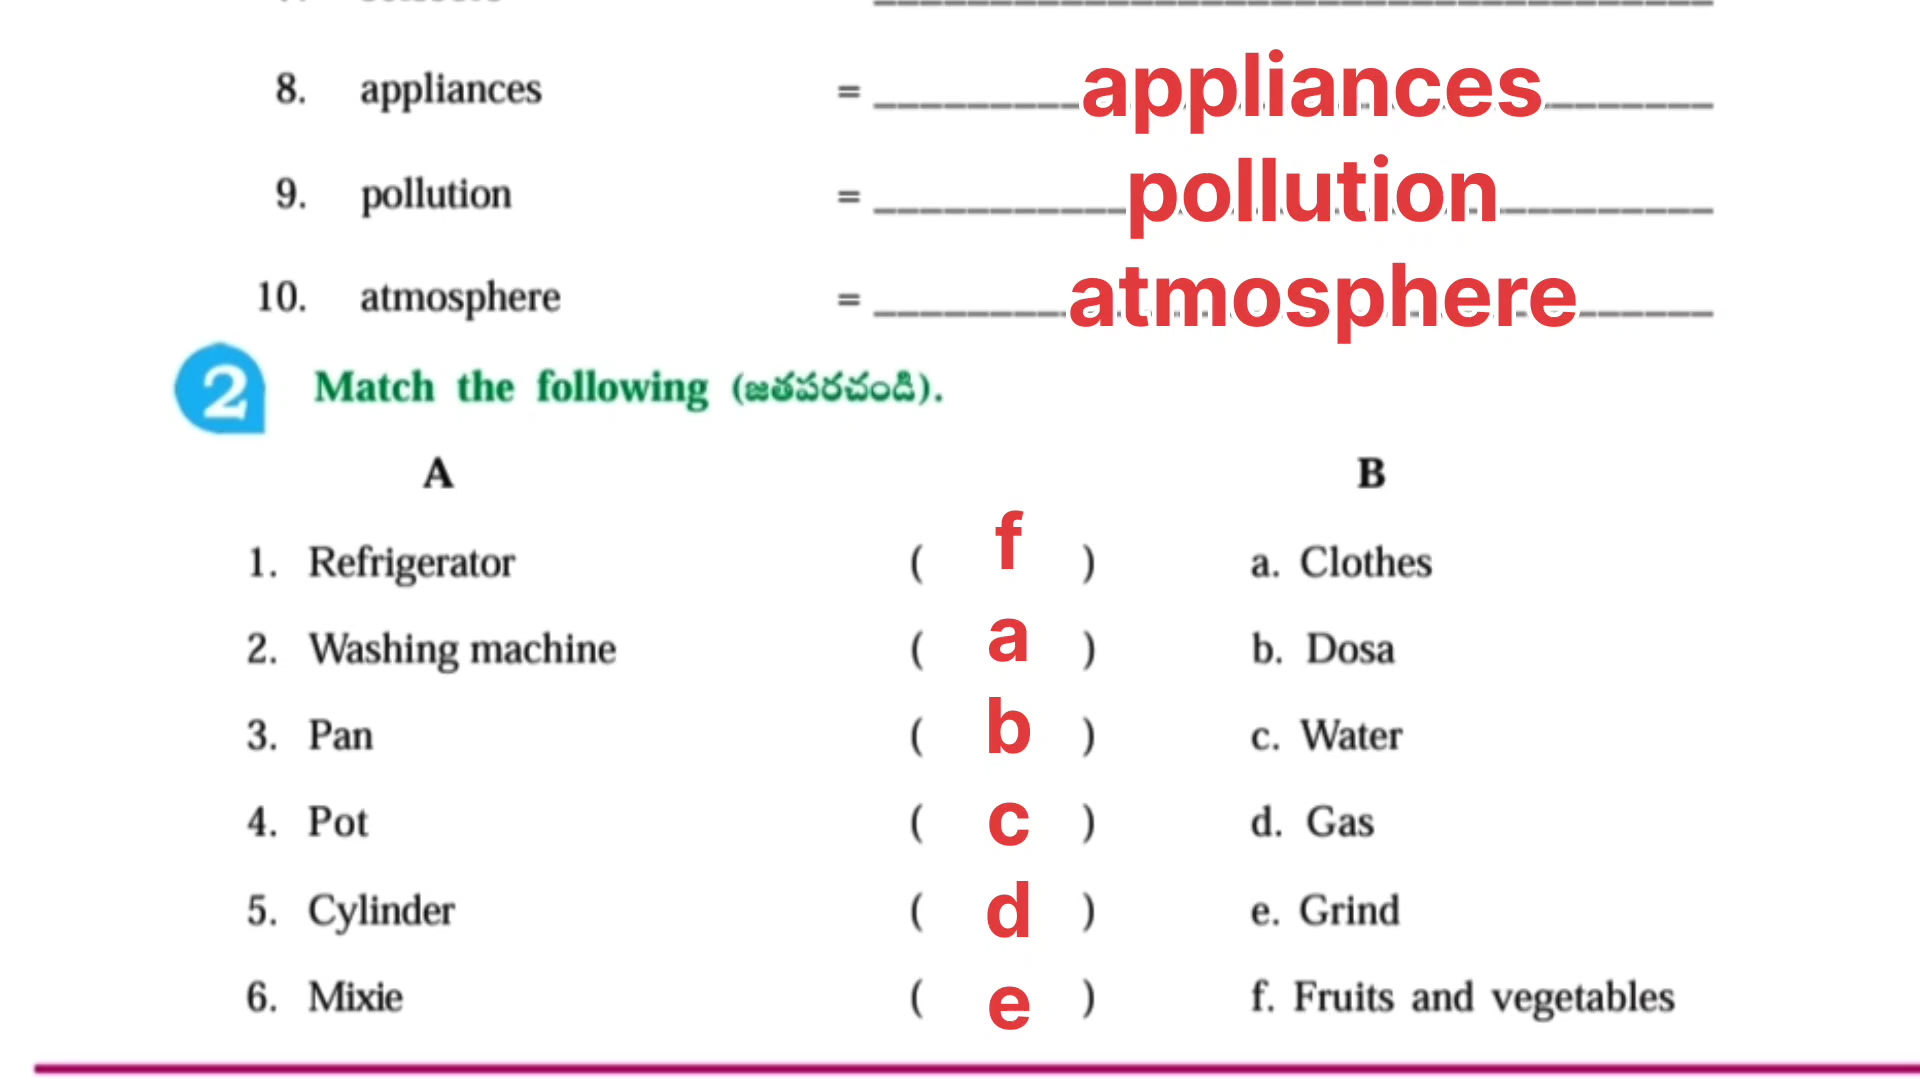 8. appliances = appliances
9. pollution = pollution
10. atmosphere = atmosphere
2 Match the following (జతపరచండి).
A B
1. Refrigerator ( f ) a. Clothes
2. Washing machine ( a ) b. Dosa
3. Pan ( b ) c. Water
4. Pot ( c ) d. Gas
5. Cylinder ( d ) e. Grind
6. Mixie ( e ) f. Fruits and vegetables